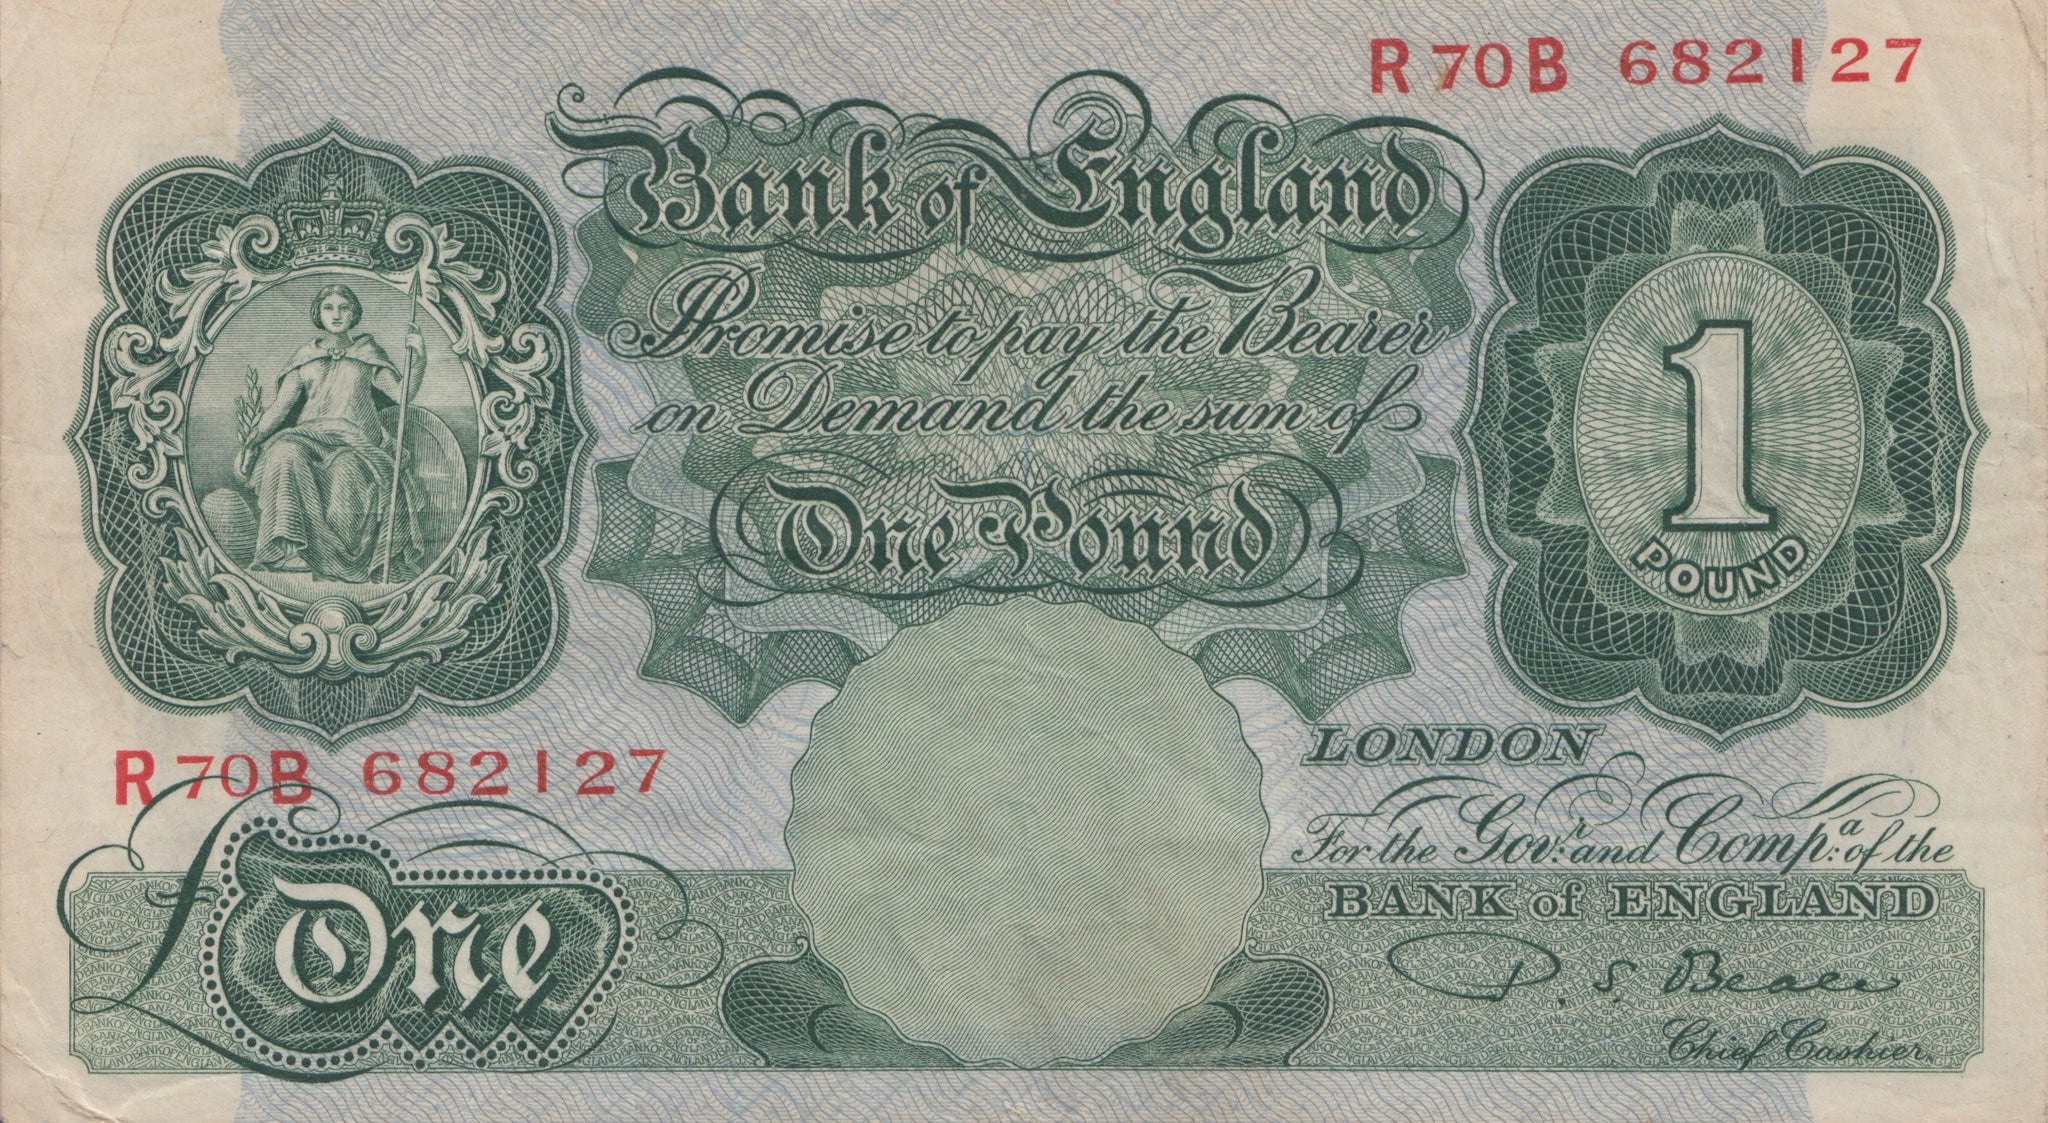 R70B 682127
Bank of England
Promise to pay the Bearer
on Demand the sum of
One Pound
1
POUND
R70B 682127
LONDON
For the Govr: and Compa: of the
BANK of ENGLAND
£One
P. S. Beale
Chief Cashier.